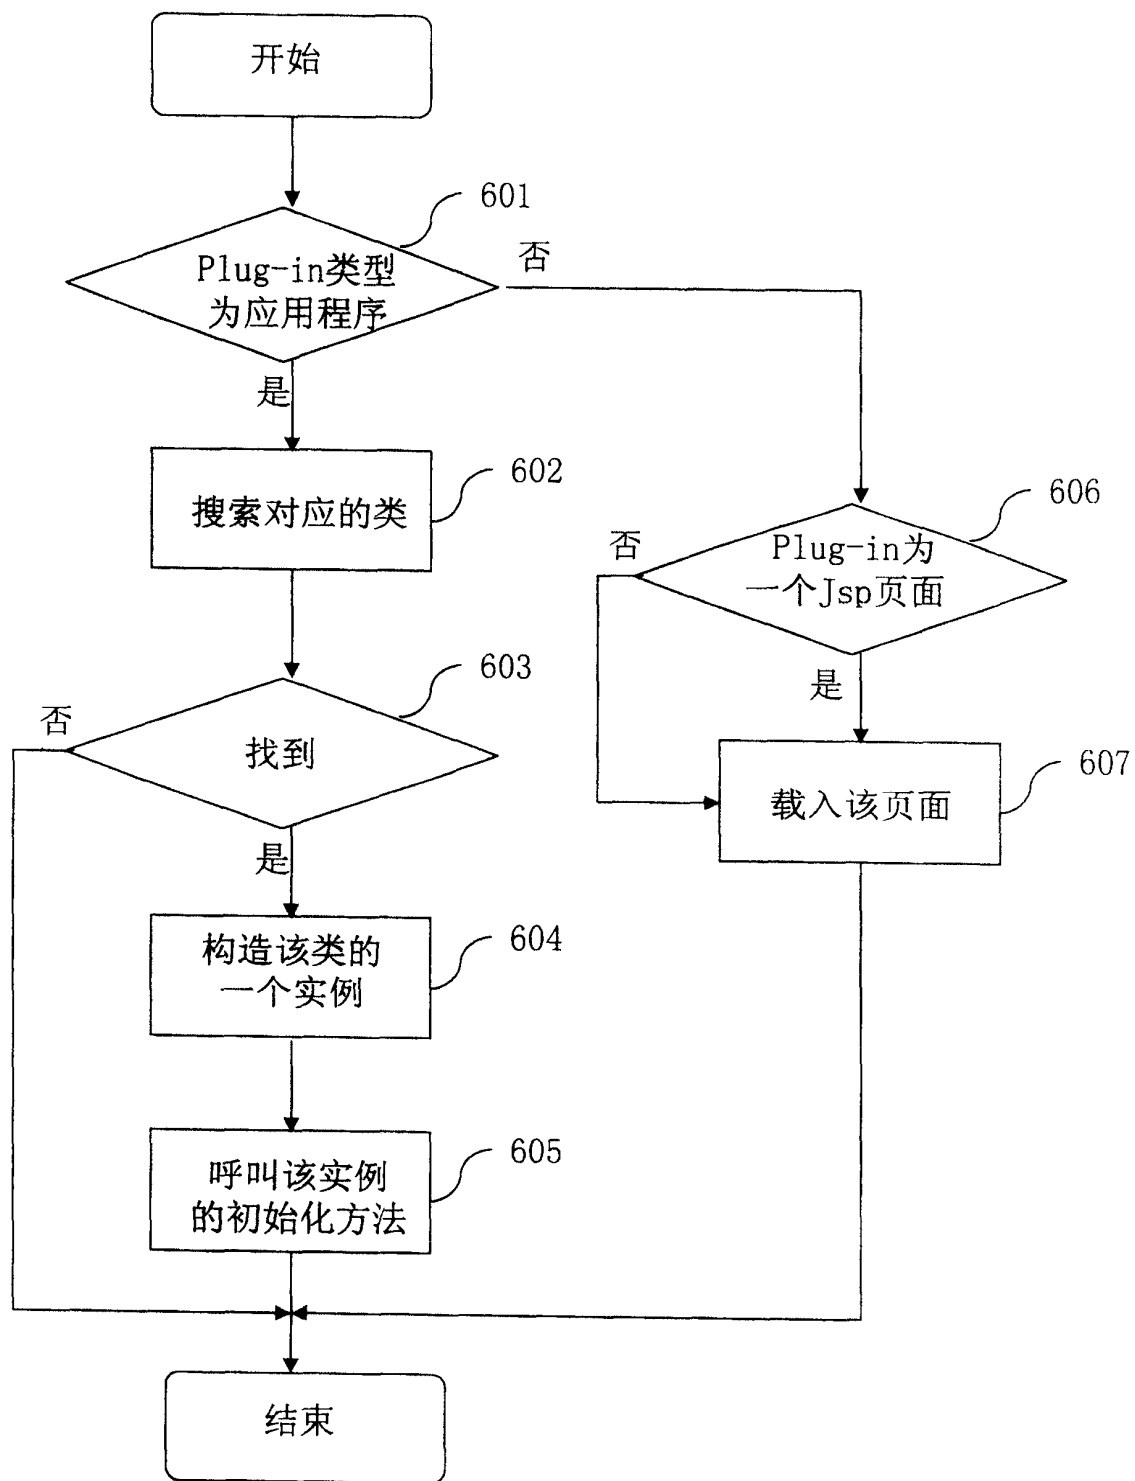 开始
601
Plug-in类型
为应用程序
否
是
602
搜索对应的类
606
Plug-in为
一个Jsp页面
否
是
603
找到
否
是
607
载入该页面
604
构造该类的
一个实例
605
呼叫该实例
的初始化方法
结束